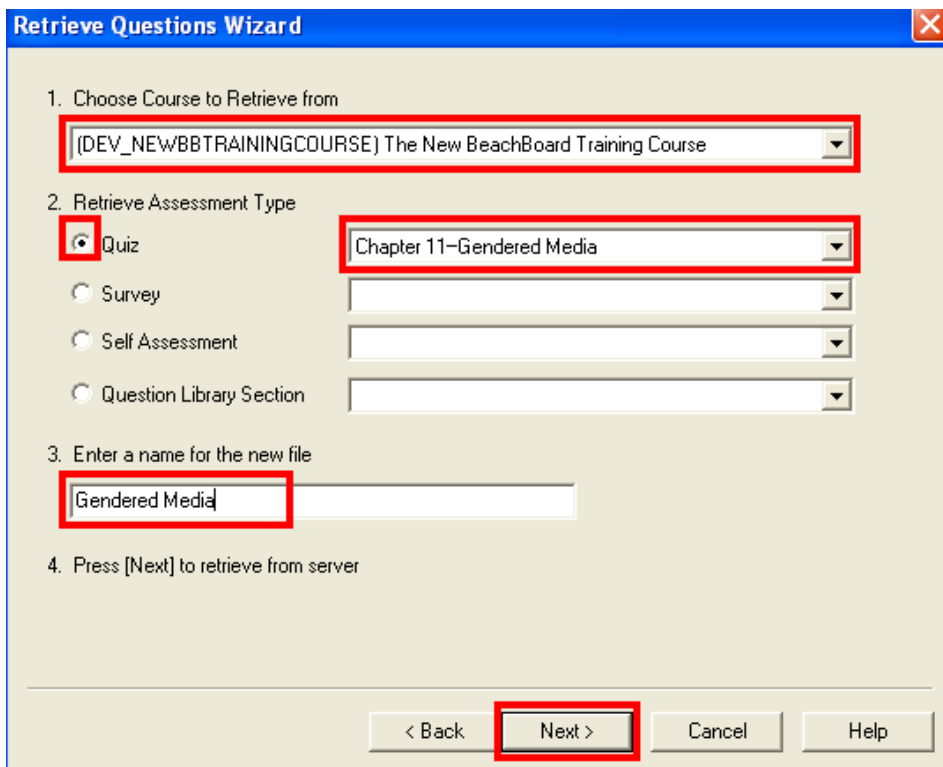 Retrieve Questions Wizard
1. Choose Course to Retrieve from
(DEV_NEWBBTRAININGCOURSE) The New BeachBoard Training Course
2. Retrieve Assessment Type
Quiz
Chapter 11-Gendered Media
Survey
Self Assessment
Question Library Section
3. Enter a name for the new file
Gendered Media
4. Press [Next] to retrieve from server
< Back
Next >
Cancel
Help